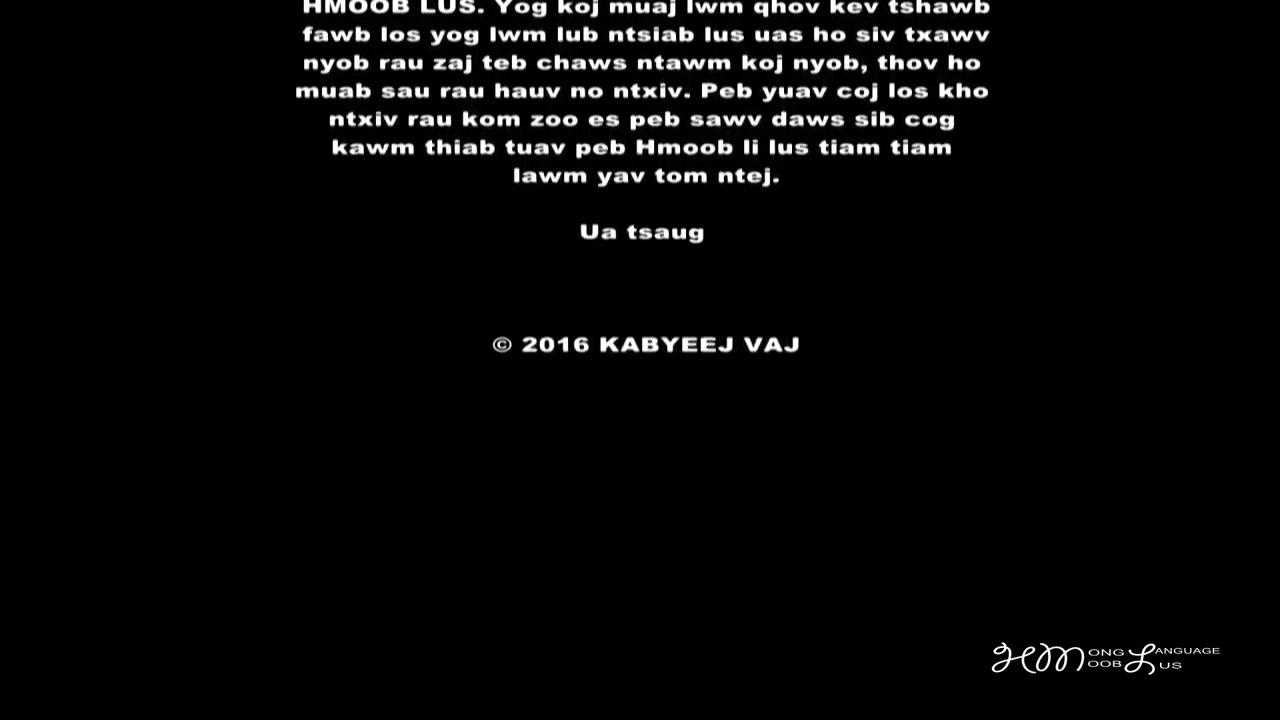 HMOOB LUS. Yog koj muaj lwm qhov kev tshawb
fawb los yog lwm lub ntsiab lus uas ho siv txawv
nyob rau zaj teb chaws ntawm koj nyob, thov ho
muab sau rau hauv no ntxiv. Peb yuav coj los kho
ntxiv rau kom zoo es peb sawv daws sib cog
kawm thiab tuav peb Hmoob li lus tiam tiam
lawm yav tom ntej.
Ua tsaug
© 2016 KABYEEJ VAJ
HMONG LANGUAGE
HMOOB LUS